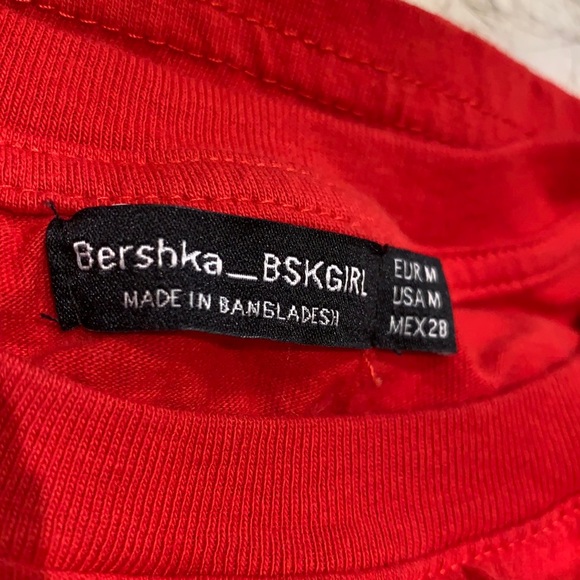 Bershka_BSKGIRL
MADE IN BANGLADESH
EUR M
USA M
MEX 28